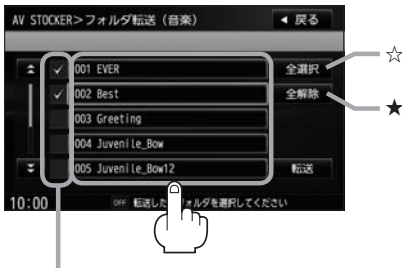 AV STOCKER>フォルダ転送（音楽）　◀ 戻る
001 EVER　全選択　☆
002 Best　全解除　★
003 Greeting
004 Juvenile_Bow
005 Juvenile_Bow12　転送
10:00　OFF 転送した　ォルダを選択してください